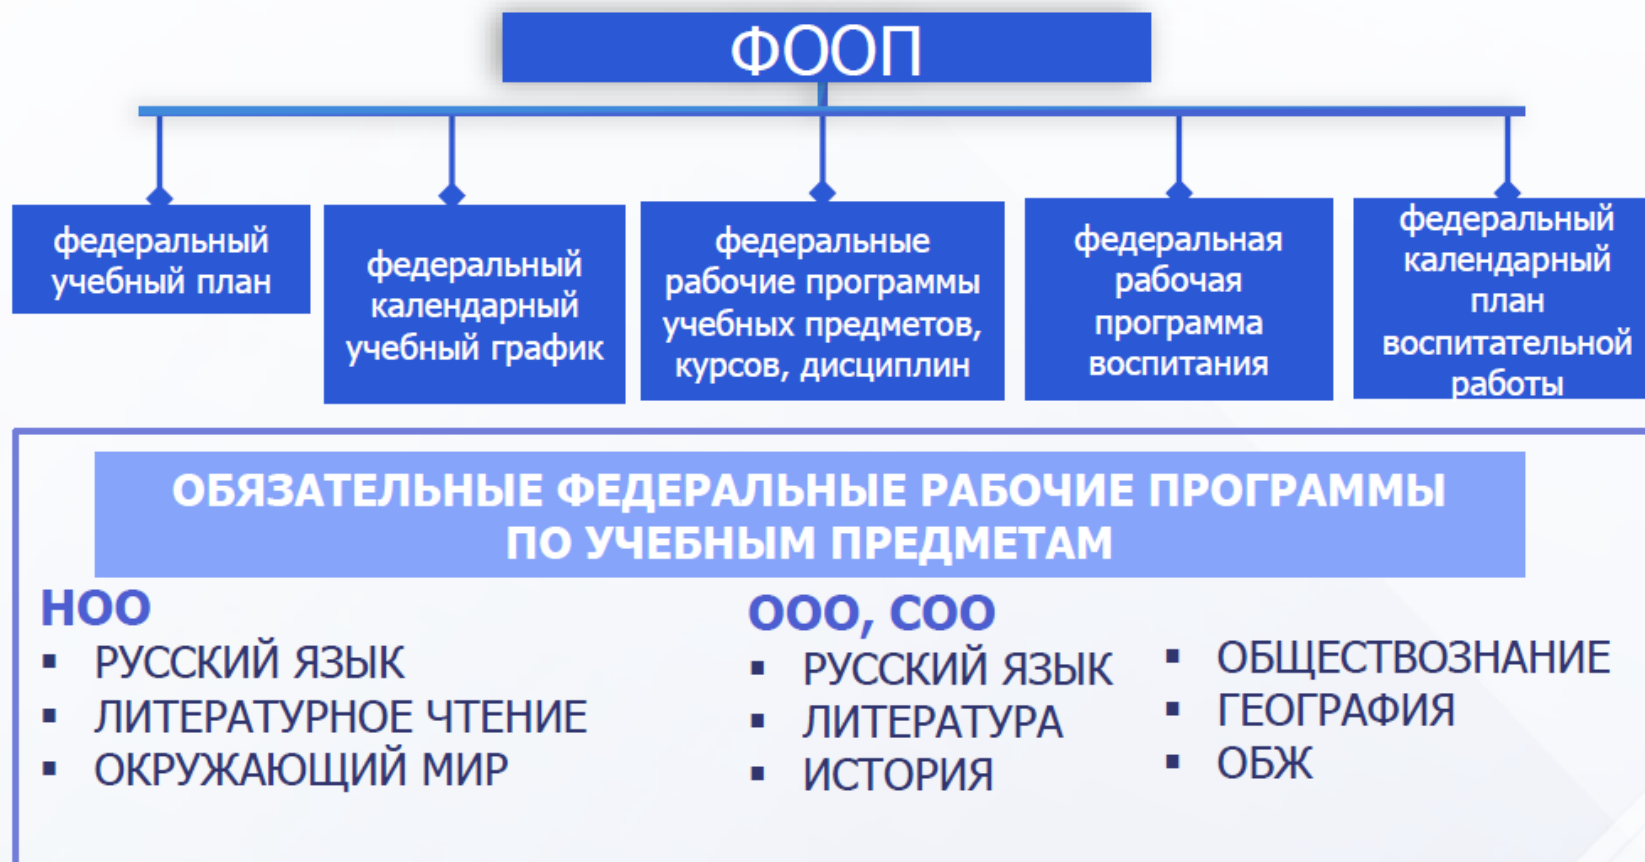 ФООП
федеральный
учебный план
федеральный
календарный
учебный график
федеральные
рабочие программы
учебных предметов,
курсов, дисциплин
федеральная
рабочая
программа
воспитания
федеральный
календарный
план
воспитательной
работы
ОБЯЗАТЕЛЬНЫЕ ФЕДЕРАЛЬНЫЕ РАБОЧИЕ ПРОГРАММЫ
ПО УЧЕБНЫМ ПРЕДМЕТАМ
НОО
▪ РУССКИЙ ЯЗЫК
▪ ЛИТЕРАТУРНОЕ ЧТЕНИЕ
▪ ОКРУЖАЮЩИЙ МИР
ООО, СОО
▪ РУССКИЙ ЯЗЫК
▪ ЛИТЕРАТУРА
▪ ИСТОРИЯ
▪ ОБЩЕСТВОЗНАНИЕ
▪ ГЕОГРАФИЯ
▪ ОБЖ